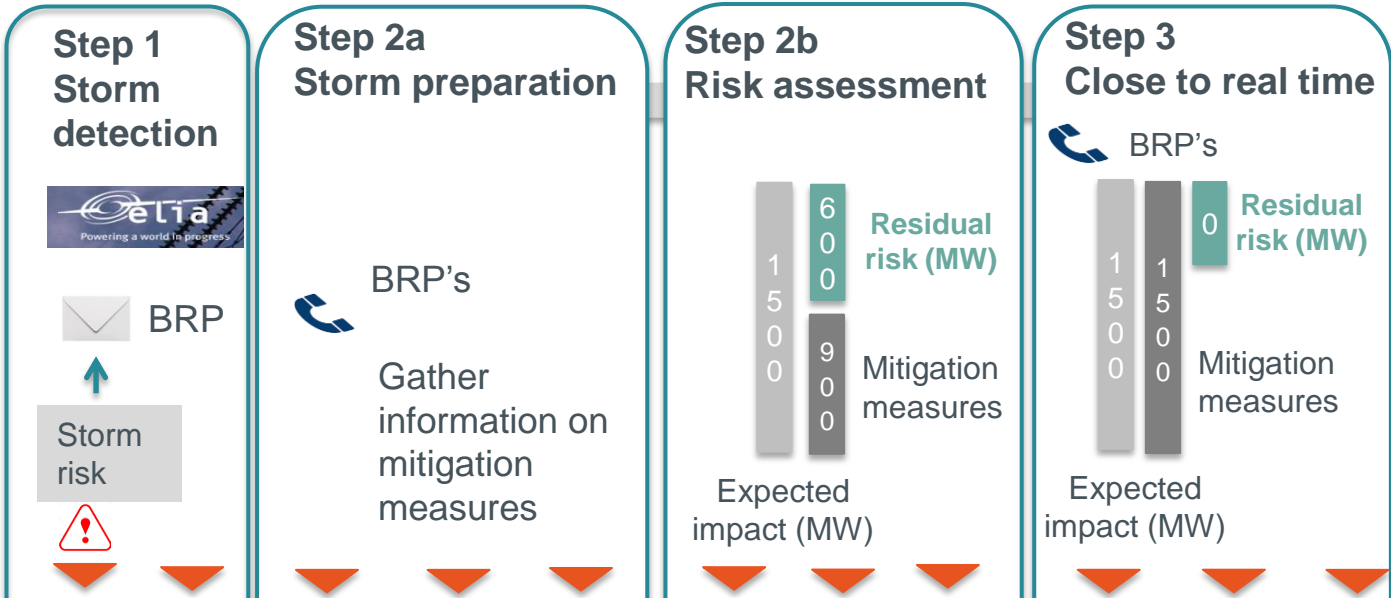 Step 1
Storm
detection
elia
Powering a world in progress
BRP
Storm
risk
!
Step 2a
Storm preparation
BRP's
Gather
information on
mitigation
measures
Step 2b
Risk assessment
1500
600
Residual
risk (MW)
900
Mitigation
measures
Expected
impact (MW)
Step 3
Close to real time
BRP's
1500
1500
0
Residual
risk (MW)
Mitigation
measures
Expected
impact (MW)